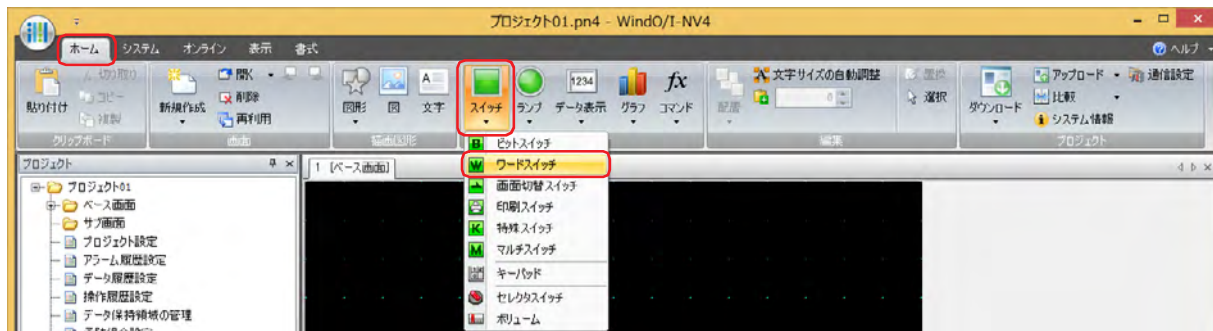 プロジェクト01.pn4 - WindO/I-NV4
ホーム システム オンライン 表示 書式 ヘルプ
貼り付け 切り取り コピー 複製
新規作成 開く 削除 再利用
図形 図 文字
スイッチ ランプ データ表示 グラフ コマンド
配置 文字サイズの自動調整 8 置換 選択
ダウンロード アップロード 比較 システム情報 通信設定
クリップボード 画面 描画図形 編集 プロジェクト
プロジェクト
1 [ベース画面]
プロジェクト01
ベース画面
サブ画面
プロジェクト設定
アラーム履歴設定
データ履歴設定
操作履歴設定
データ保持領域の管理
B ビットスイッチ
W ワードスイッチ
画面切替スイッチ
印刷スイッチ
K 特殊スイッチ
M マルチスイッチ
キーパッド
セレクタスイッチ
ボリューム